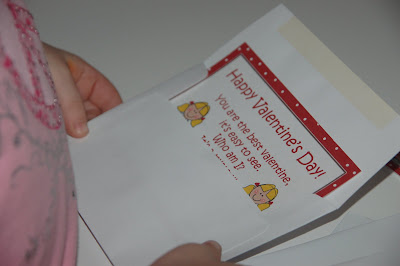 Happy Valentine's Day!
You are the best valentine,
it's easy to see.
Who am I?